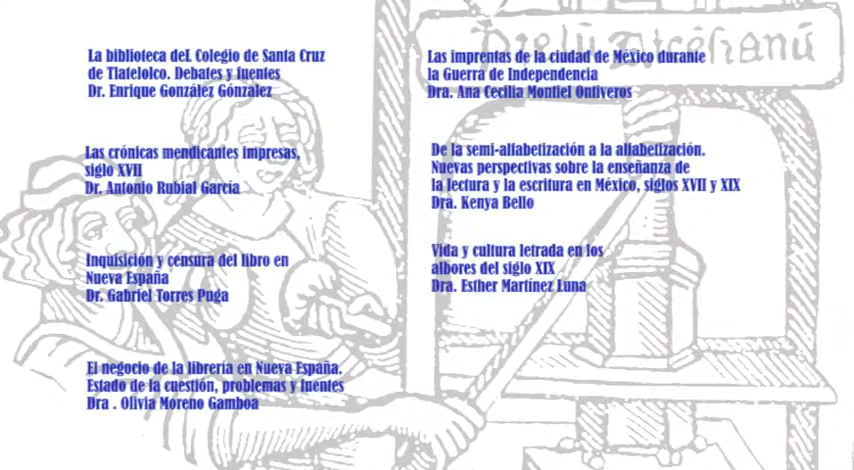 La biblioteca deL Colegio de Santa Cruz
de Tlatelolco. Debates y fuentes
Dr. Enrique González Gónzalez
Las crónicas mendicantes impresas,
siglo XVII
Dr. Antonio Rubial García
Inquisición y censura del libro en
Nueva España
Dr. Gabriel Torres Puga
El negocio de la librería en Nueva España.
Estado de la cuestión, problemas y fuentes
Dra . Olivia Moreno Gamboa
Las imprentas de la ciudad de México durante
la Guerra de Independencia
Dra. Ana Cecilia Montiel Ontiveros
De la semi-alfabetización a la alfabetización.
Nuevas perspectivas sobre la enseñanza de
la lectura y la escritura en México, siglos XVII y XIX
Dra. Kenya Bello
Vida y cultura letrada en los
albores del siglo XIX
Dra. Esther Martínez Luna